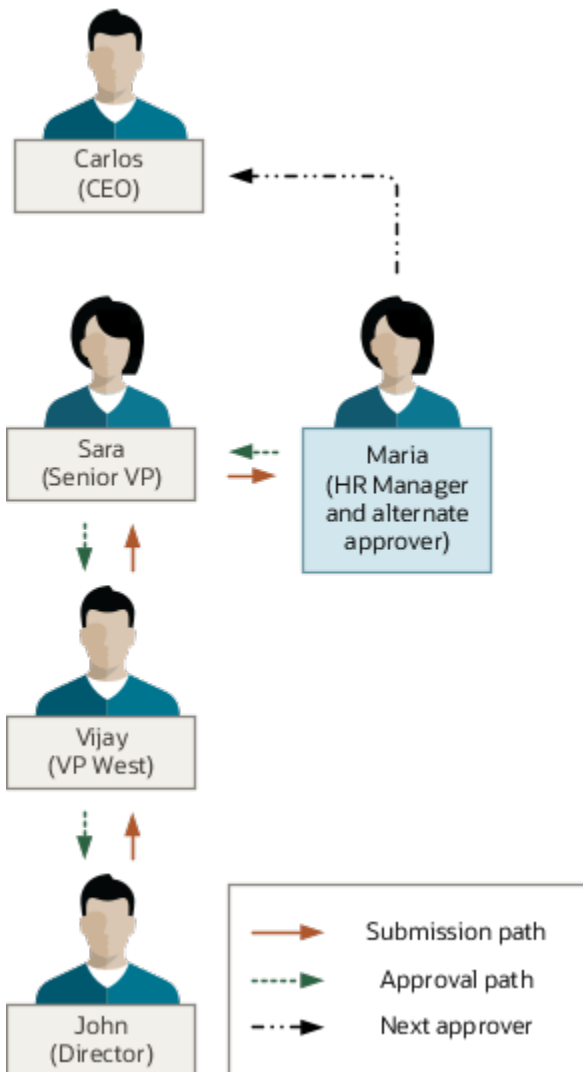 Carlos
(CEO)
Sara
(Senior VP)
Maria
(HR Manager
and alternate
approver)
Vijay
(VP West)
John
(Director)
Submission path
Approval path
Next approver